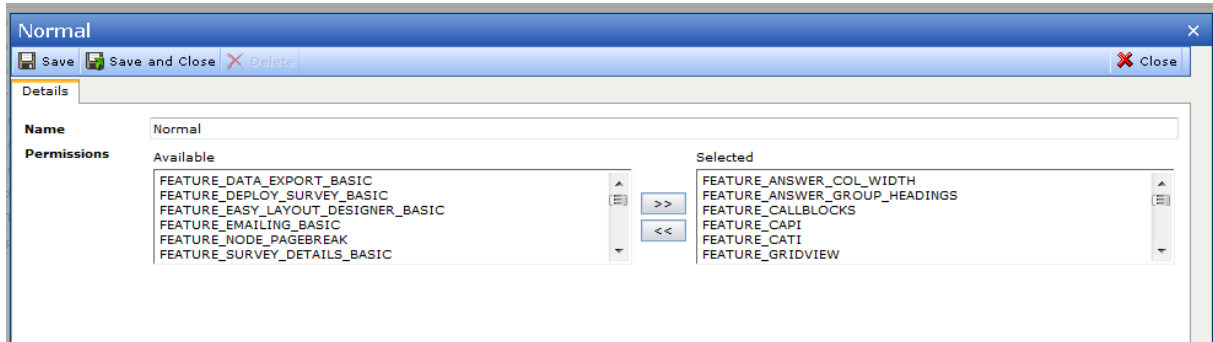 Normal
Save Save and Close Delete Close
Details
Name Normal
Permissions Available Selected
FEATURE_DATA_EXPORT_BASIC
FEATURE_DEPLOY_SURVEY_BASIC
FEATURE_EASY_LAYOUT_DESIGNER_BASIC
FEATURE_EMAILING_BASIC
FEATURE_NODE_PAGEBREAK
FEATURE_SURVEY_DETAILS_BASIC
>>
<<
FEATURE_ANSWER_COL_WIDTH
FEATURE_ANSWER_GROUP_HEADINGS
FEATURE_CALLBLOCKS
FEATURE_CAPI
FEATURE_CATI
FEATURE_GRIDVIEW